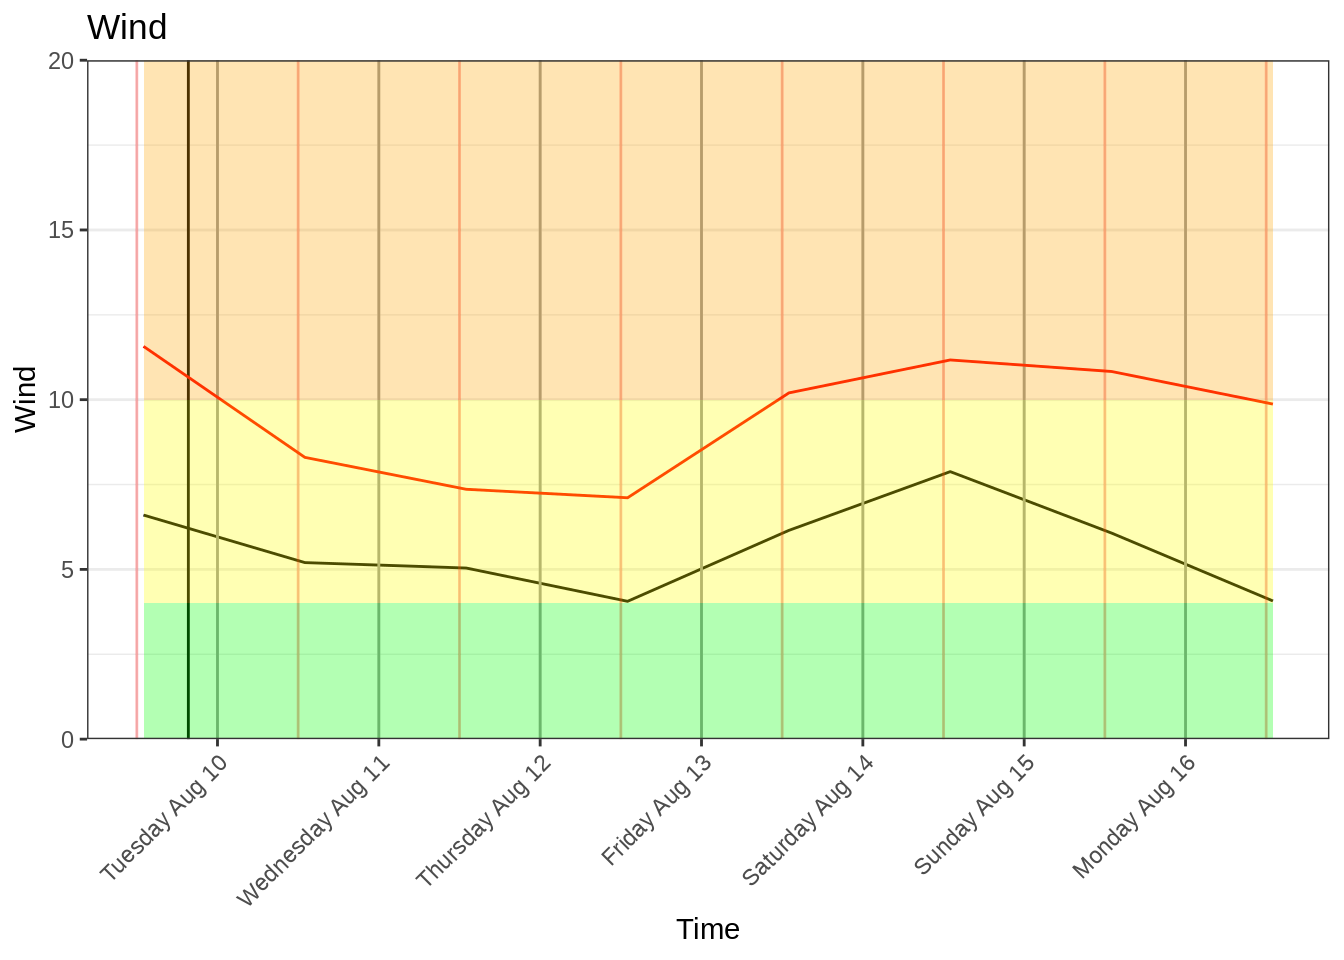 Wind
20
15
10
5
0
Wind
Tuesday Aug 10
Wednesday Aug 11
Thursday Aug 12
Friday Aug 13
Saturday Aug 14
Sunday Aug 15
Monday Aug 16
Time